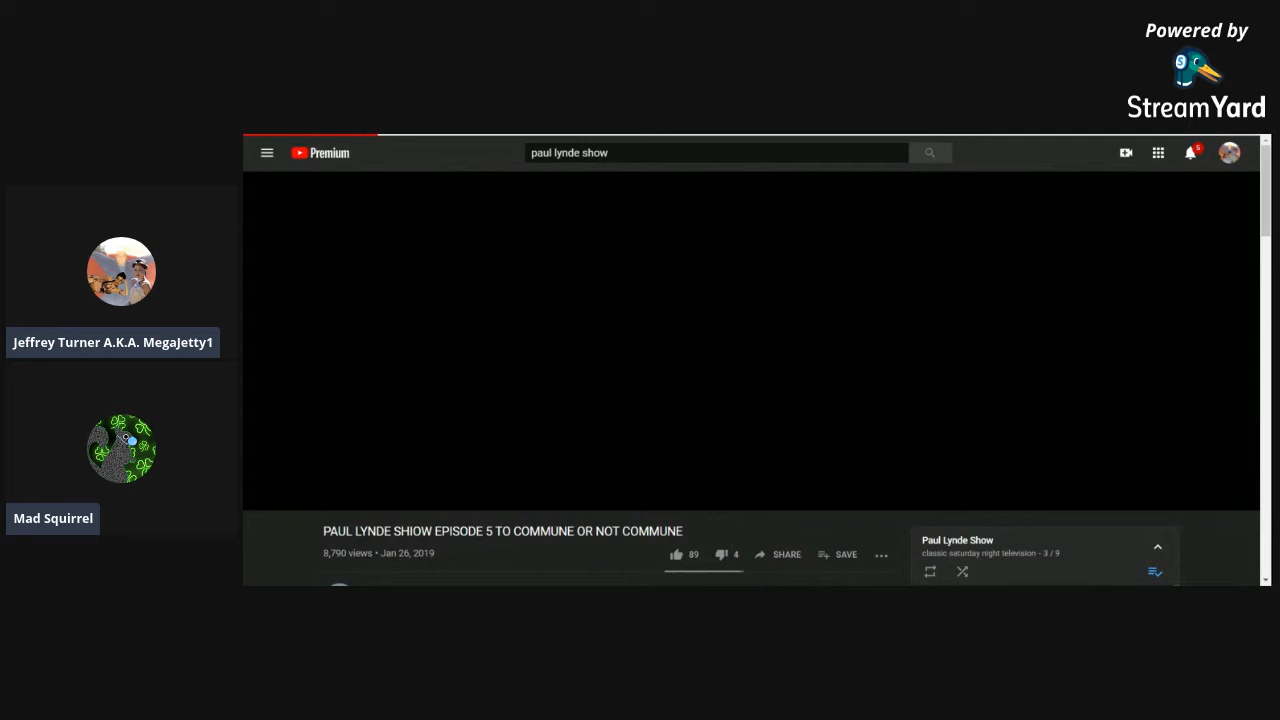 Powered by
StreamYard
Premium
paul lynde show
5
Jeffrey Turner A.K.A. MegaJetty1
Mad Squirrel
PAUL LYNDE SHIOW EPISODE 5 TO COMMUNE OR NOT COMMUNE
8,790 views • Jan 26, 2019
89
4
SHARE
SAVE
Paul Lynde Show
classic saturday night television - 3 / 9